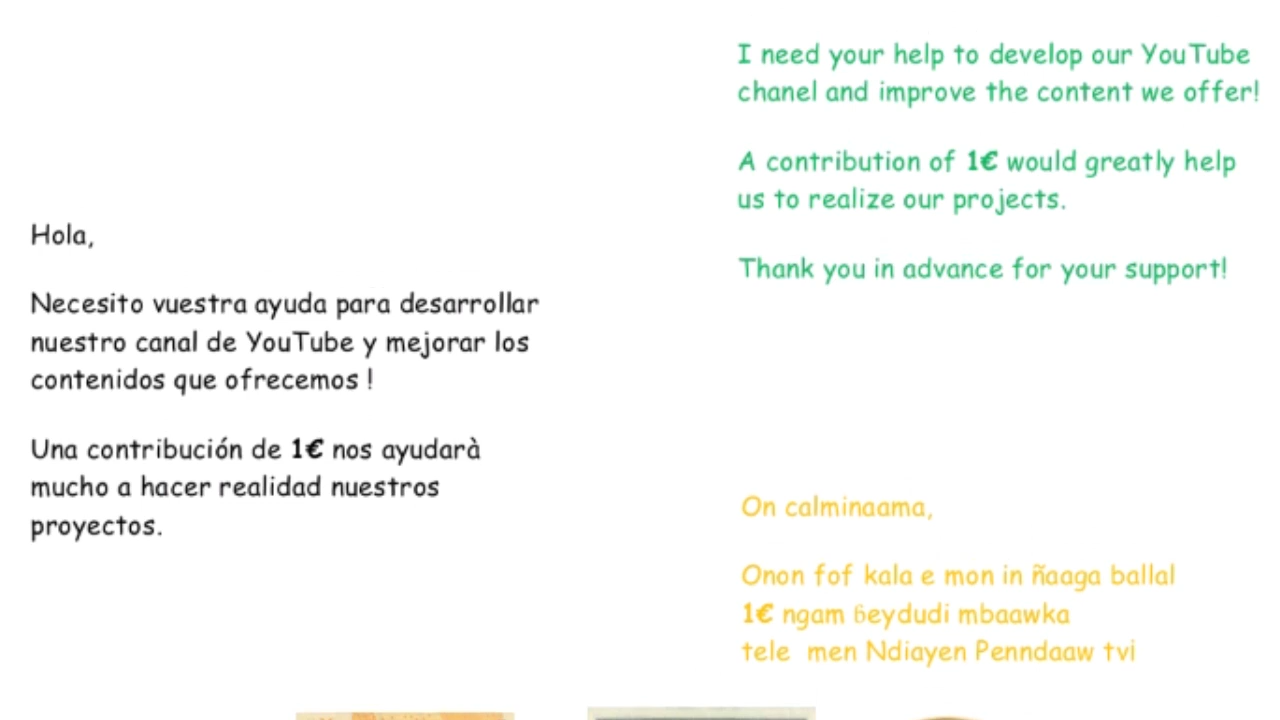 Hola,
Necesito vuestra ayuda para desarrollar
nuestro canal de YouTube y mejorar los
contenidos que ofrecemos !
Una contribución de 1€ nos ayudarà
mucho a hacer realidad nuestros
proyectos.
I need your help to develop our YouTube
chanel and improve the content we offer!
A contribution of 1€ would greatly help
us to realize our projects.
Thank you in advance for your support!
On calminaama,
Onon fof kala e mon in ñaaga ballal
1€ ngam ɓeydudi mbaawka
tele men Ndiayen Penndaaw tvi